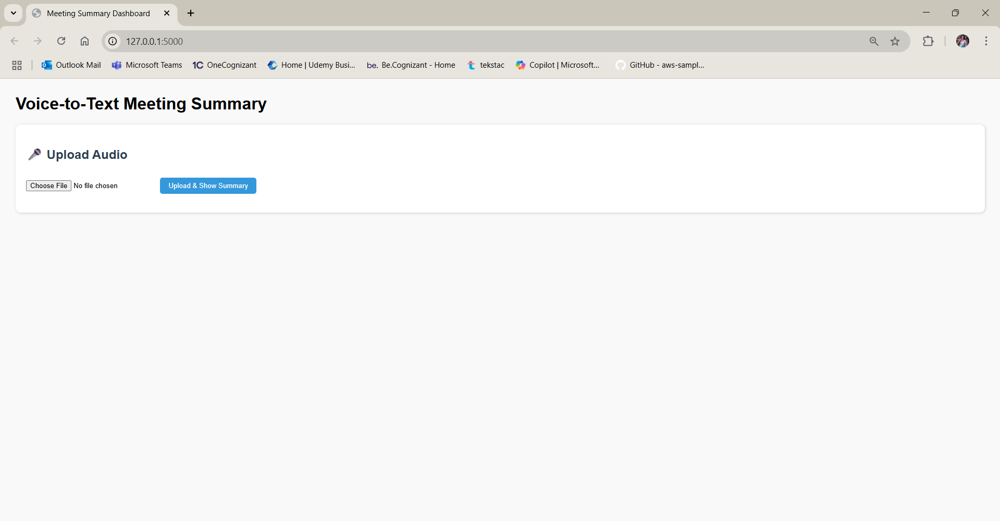 Meeting Summary Dashboard
127.0.0.1:5000
Outlook Mail Microsoft Teams 1C OneCognizant Home | Udemy Busi... be. Be.Cognizant - Home tekstac Copilot | Microsoft... GitHub - aws-sampl...
Voice-to-Text Meeting Summary
Upload Audio
Choose File No file chosen Upload & Show Summary